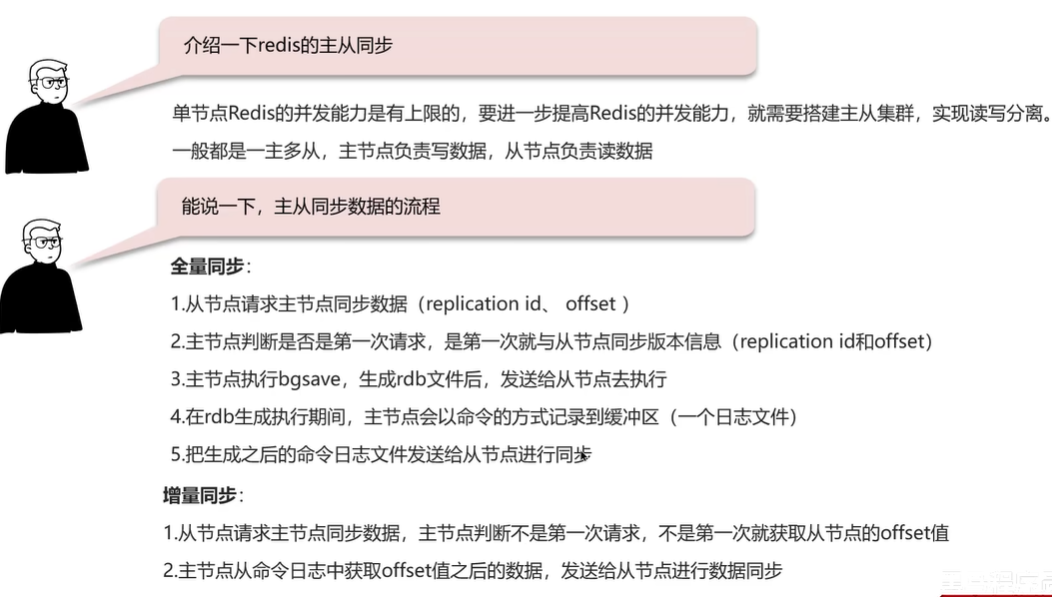 介绍一下redis的主从同步
单节点Redis的并发能力是有上限的，要进一步提高Redis的并发能力，就需要搭建主从集群，实现读写分离。
一般都是一主多从，主节点负责写数据，从节点负责读数据
能说一下，主从同步数据的流程
全量同步：
1.从节点请求主节点同步数据（replication id、 offset ）
2.主节点判断是否是第一次请求，是第一次就与从节点同步版本信息（replication id和offset）
3.主节点执行bgsave，生成rdb文件后，发送给从节点去执行
4.在rdb生成执行期间，主节点会以命令的方式记录到缓冲区（一个日志文件）
5.把生成之后的命令日志文件发送给从节点进行同步
增量同步：
1.从节点请求主节点同步数据，主节点判断不是第一次请求，不是第一次就获取从节点的offset值
2.主节点从命令日志中获取offset值之后的数据，发送给从节点进行数据同步